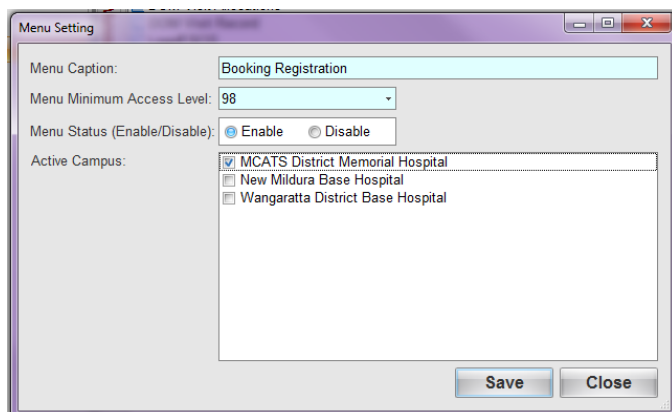 Menu Setting
Menu Caption: Booking Registration
Menu Minimum Access Level: 98
Menu Status (Enable/Disable): Enable Disable
Active Campus: MCATS District Memorial Hospital
New Mildura Base Hospital
Wangaratta District Base Hospital
Save Close